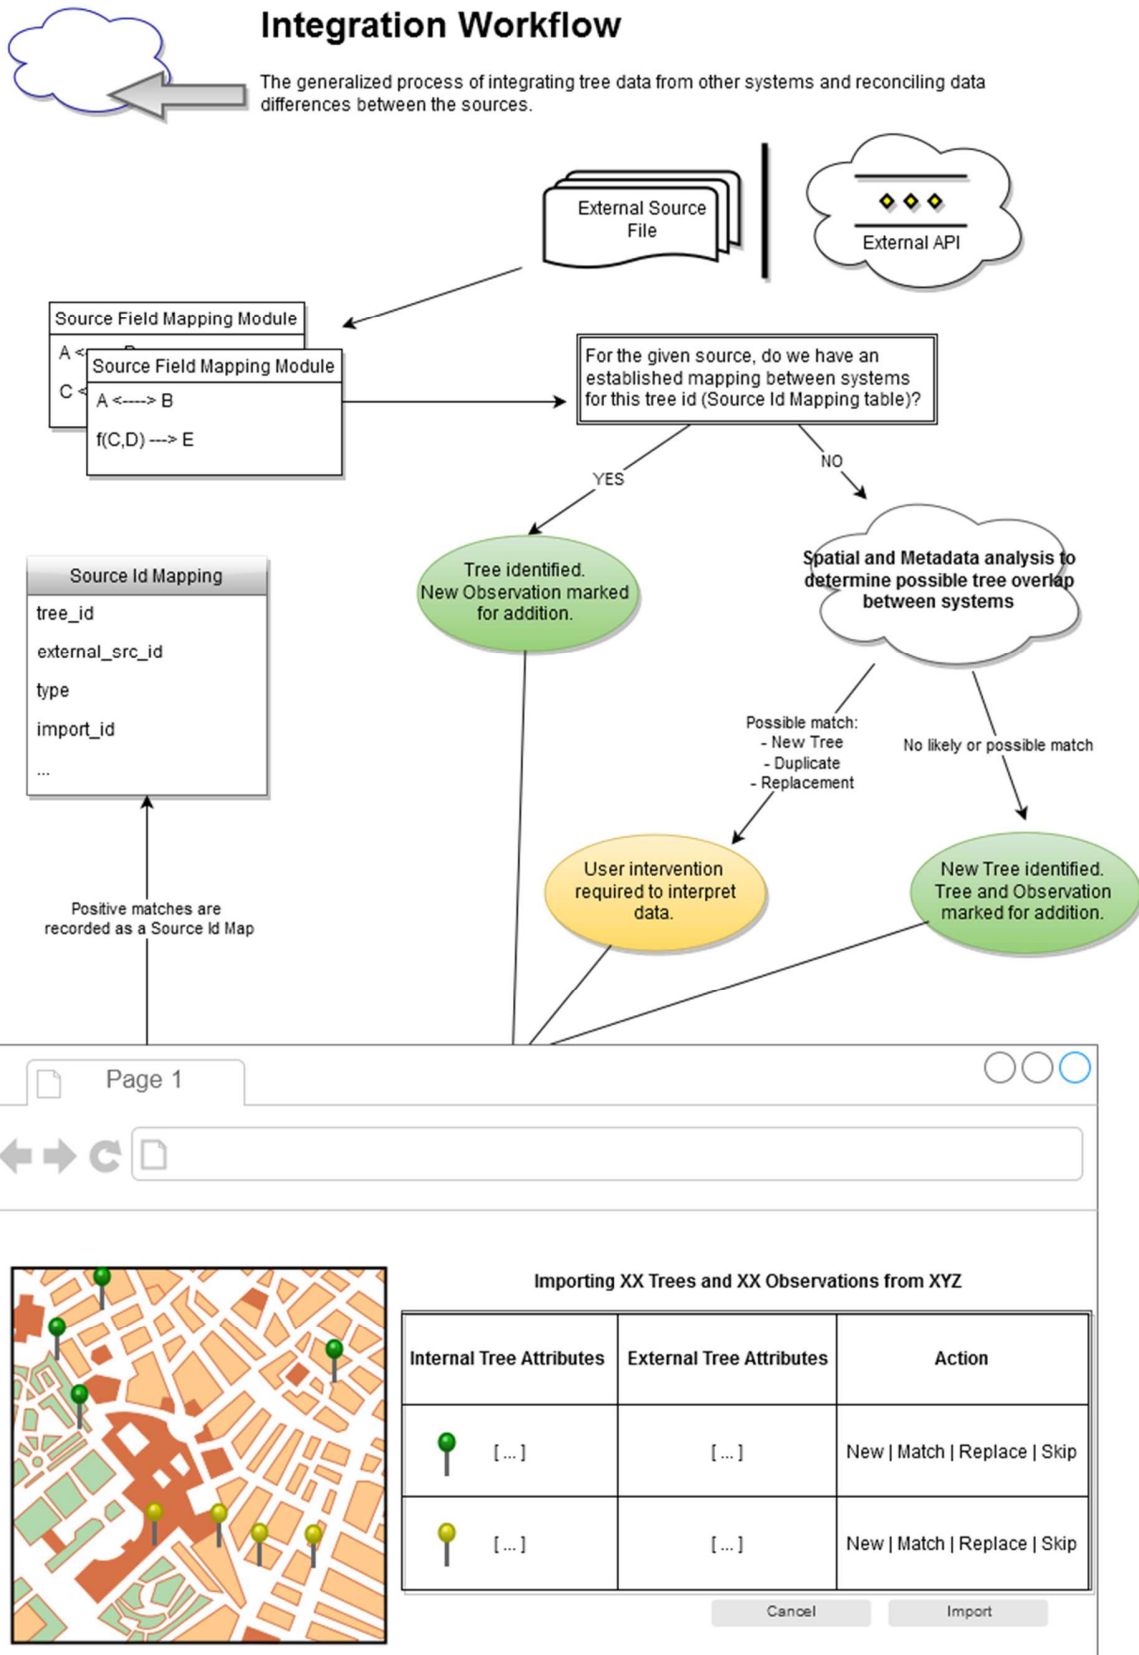 Integration Workflow
The generalized process of integrating tree data from other systems and reconciling data
differences between the sources.
External Source
File
External API
Source Field Mapping Module
A <
C <
Source Field Mapping Module
A <----> B
f(C,D) ---> E
For the given source, do we have an
established mapping between systems
for this tree id (Source Id Mapping table)?
YES
NO
Tree identified.
New Observation marked
for addition.
Spatial and Metadata analysis to
determine possible tree overlap
between systems
Source Id Mapping
tree_id
external_src_id
type
import_id
...
Possible match:
- New Tree
- Duplicate
- Replacement
No likely or possible match
User intervention
required to interpret
data.
New Tree identified.
Tree and Observation
marked for addition.
Positive matches are
recorded as a Source Id Map
Page 1
Importing XX Trees and XX Observations from XYZ
Internal Tree Attributes
External Tree Attributes
Action
[ ... ]
[ ... ]
New | Match | Replace | Skip
[ ... ]
[ ... ]
New | Match | Replace | Skip
Cancel
Import